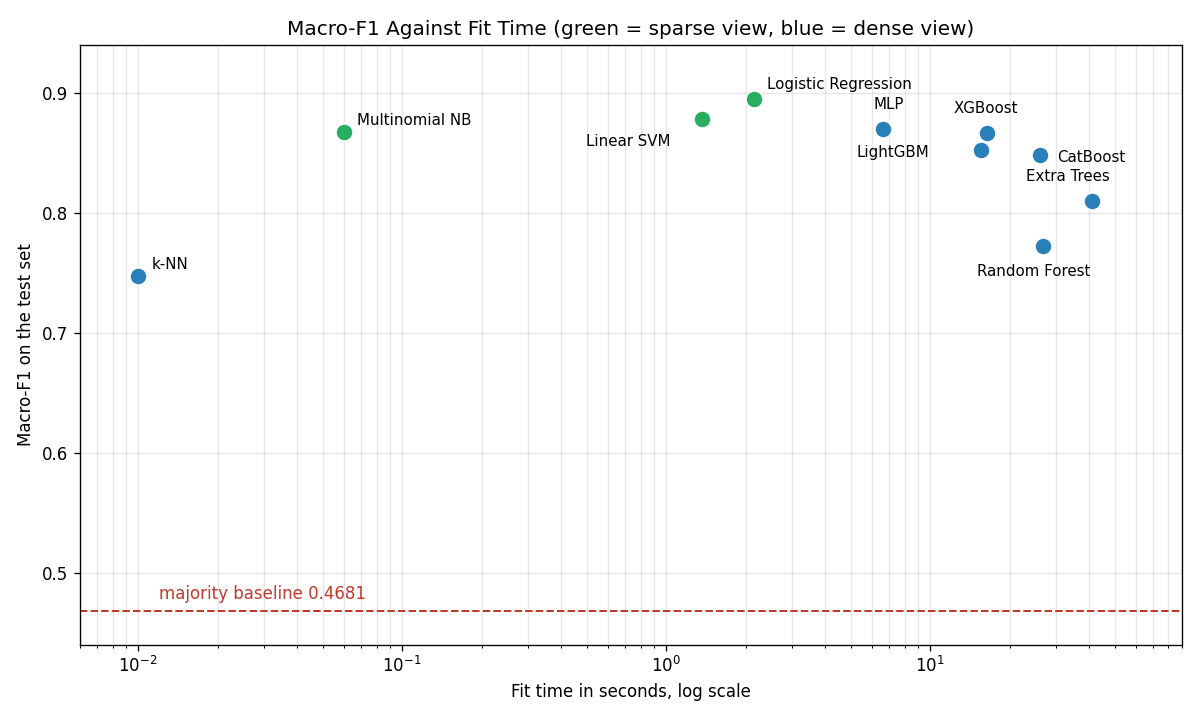 Macro-F1 Against Fit Time (green = sparse view, blue = dense view)
Macro-F1 on the test set
0.9
0.8
0.7
0.6
0.5
Logistic Regression
MLP
XGBoost
Multinomial NB
Linear SVM
LightGBM
CatBoost
Extra Trees
k-NN
Random Forest
majority baseline 0.4681
10⁻²
10⁻¹
10⁰
10¹
Fit time in seconds, log scale